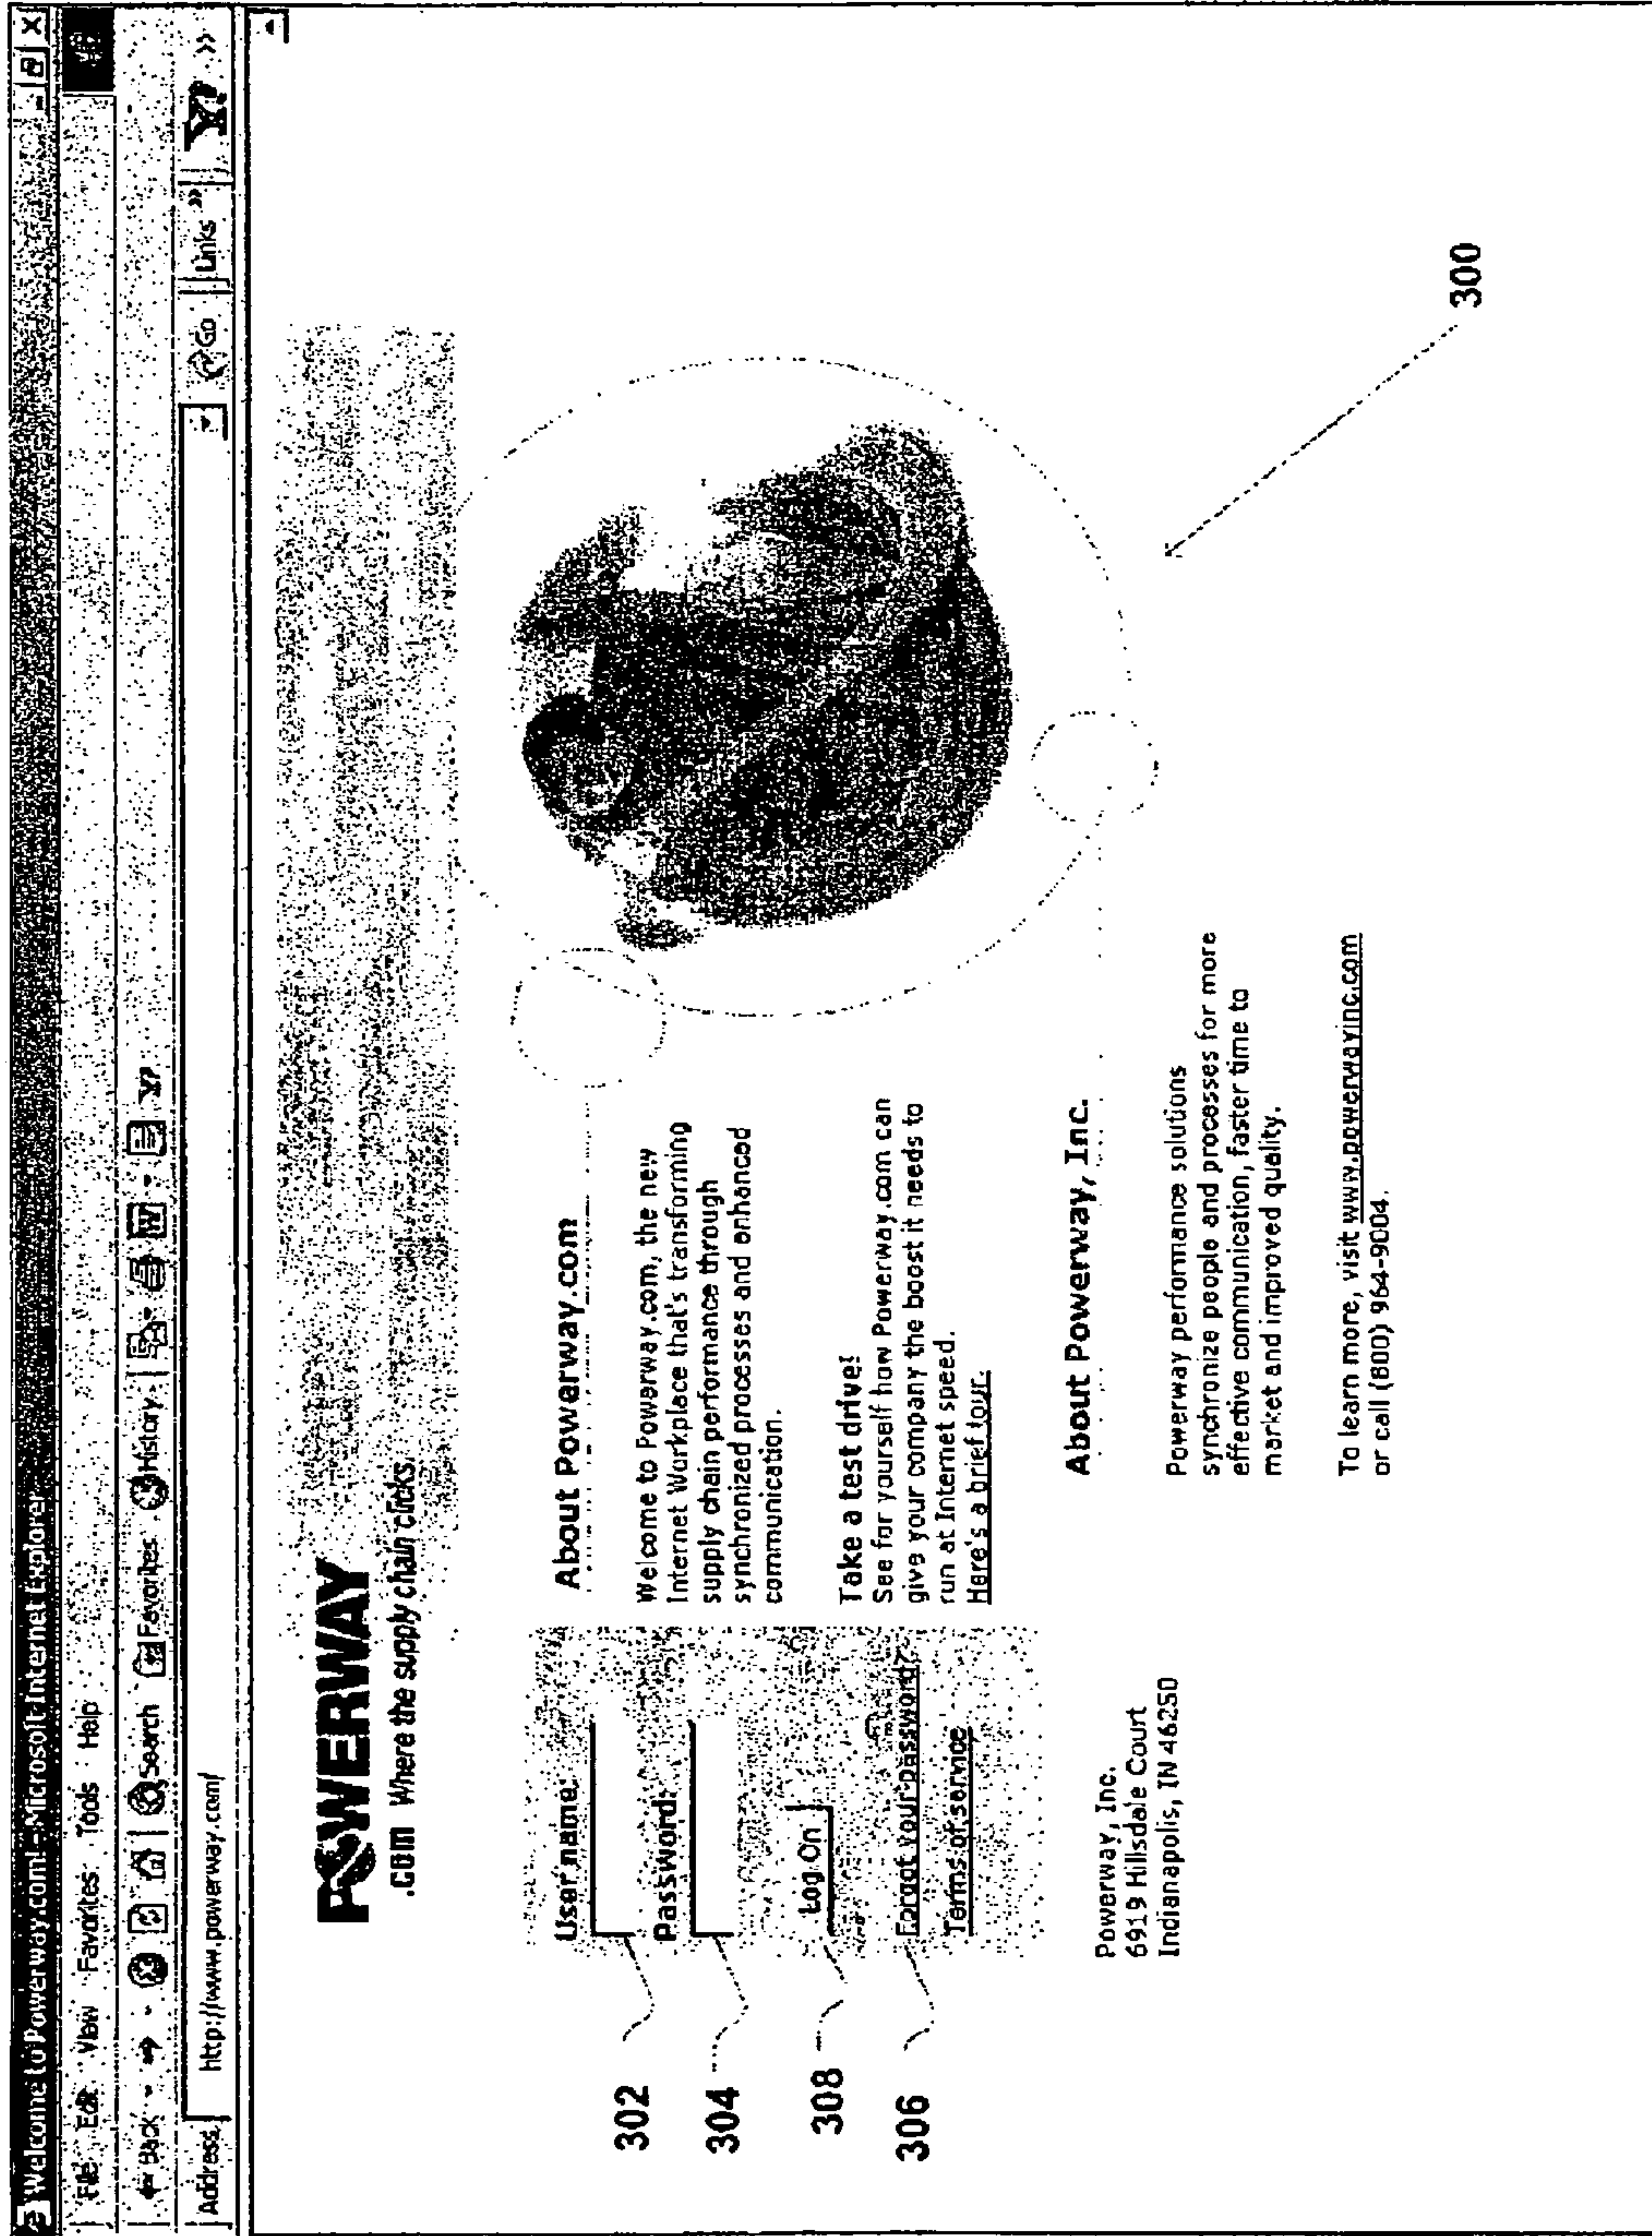 Welcome to Powerway.com - Microsoft Internet Explorer
File Edit View Favorites Tools Help
Back Search Favorites History
Address http://www.powerway.com/ Go Links »
POWERWAY
.com Where the supply chain clicks.
User name:
Password:
Log On
Forgot your password?
Terms of service
302
304
308
306
Powerway, Inc.
6919 Hillsdale Court
Indianapolis, IN 46250
About Powerway.com
Welcome to Powerway.com, the new
Internet Workplace that's transforming
supply chain performance through
synchronized processes and enhanced
communication.
Take a test drive!
See for yourself how Powerway.com can
give your company the boost it needs to
run at Internet speed.
Here's a brief tour.
About Powerway, Inc.
Powerway performance solutions
synchronize people and processes for more
effective communication, faster time to
market and improved quality.
To learn more, visit www.powerwayinc.com
or call (800) 964-9004.
300